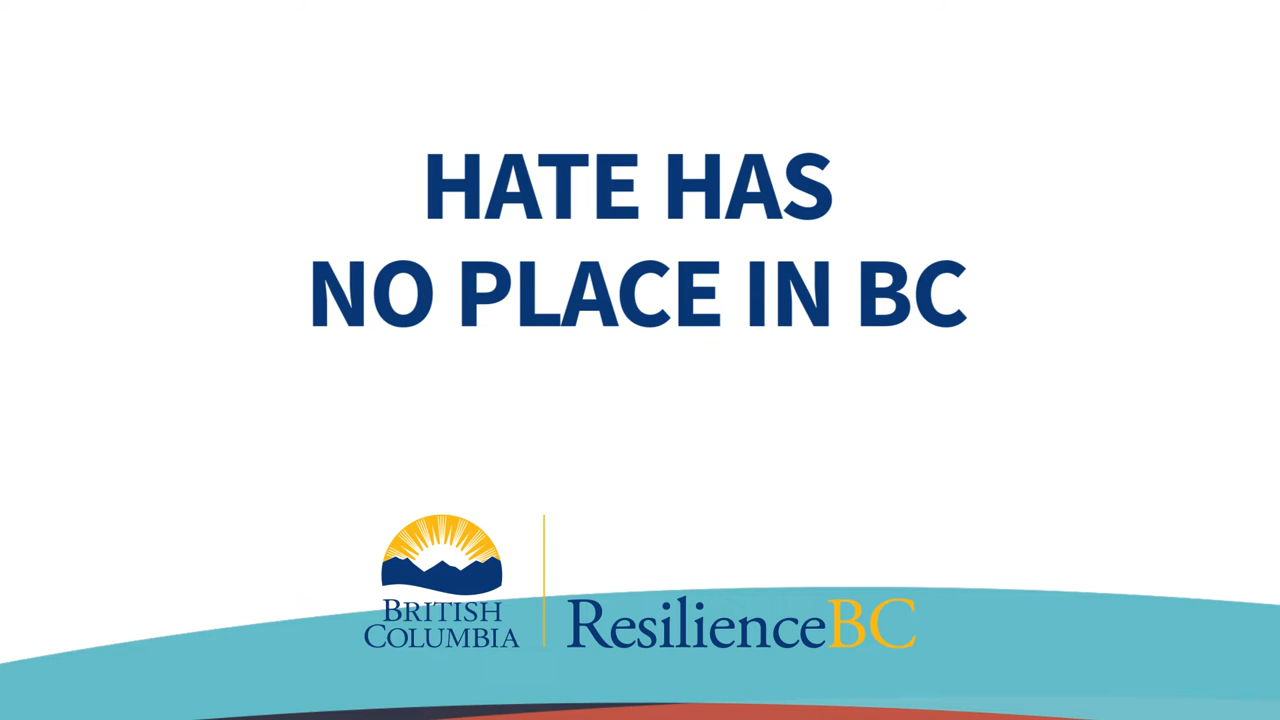 HATE HAS
NO PLACE IN BC
BRITISH
COLUMBIA
ResilienceBC